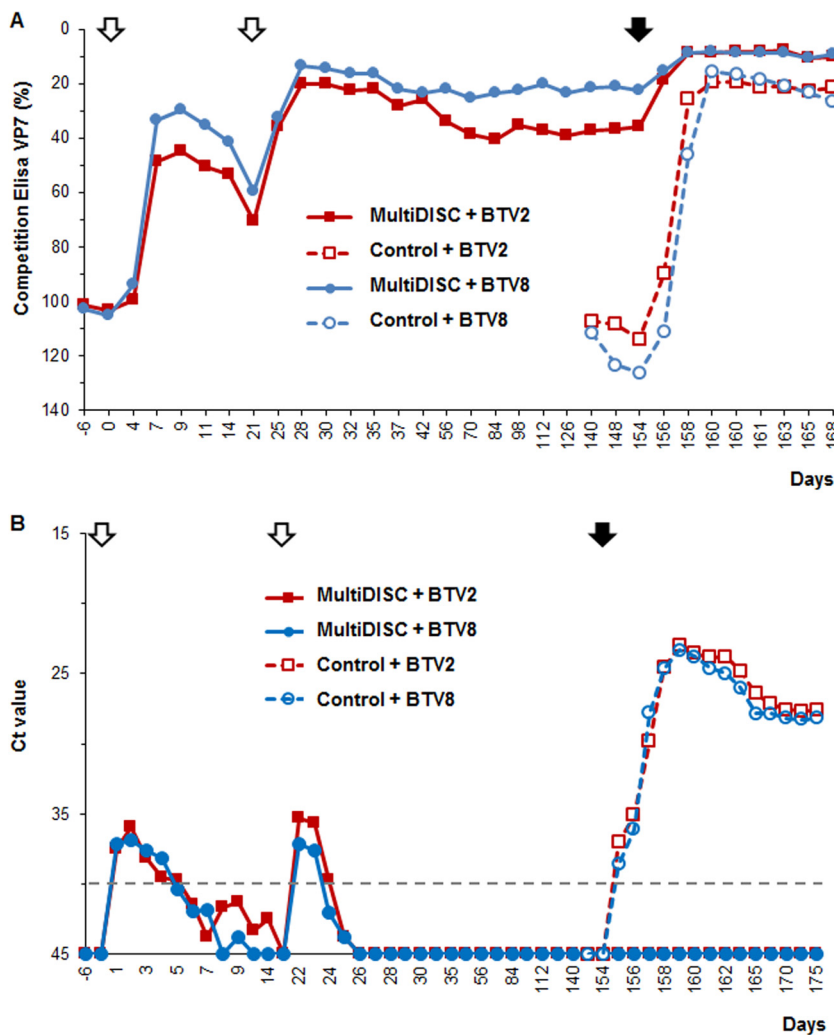 A
Competition Elisa VP7 (%)
0
20
40
60
80
100
120
140
MultiDISC + BTV2
Control + BTV2
MultiDISC + BTV8
Control + BTV8
-6 0 4 7 9 11 14 21 25 28 30 32 35 37 42 56 70 84 98 112 126 140 148 154 156 158 160 160 161 163 165 168
Days
B
Ct value
15
25
35
45
MultiDISC + BTV2
MultiDISC + BTV8
Control + BTV2
Control + BTV8
-6 1 3 5 7 9 14 22 24 26 28 30 35 56 84 112 140 154 156 158 160 162 165 170 175
Days